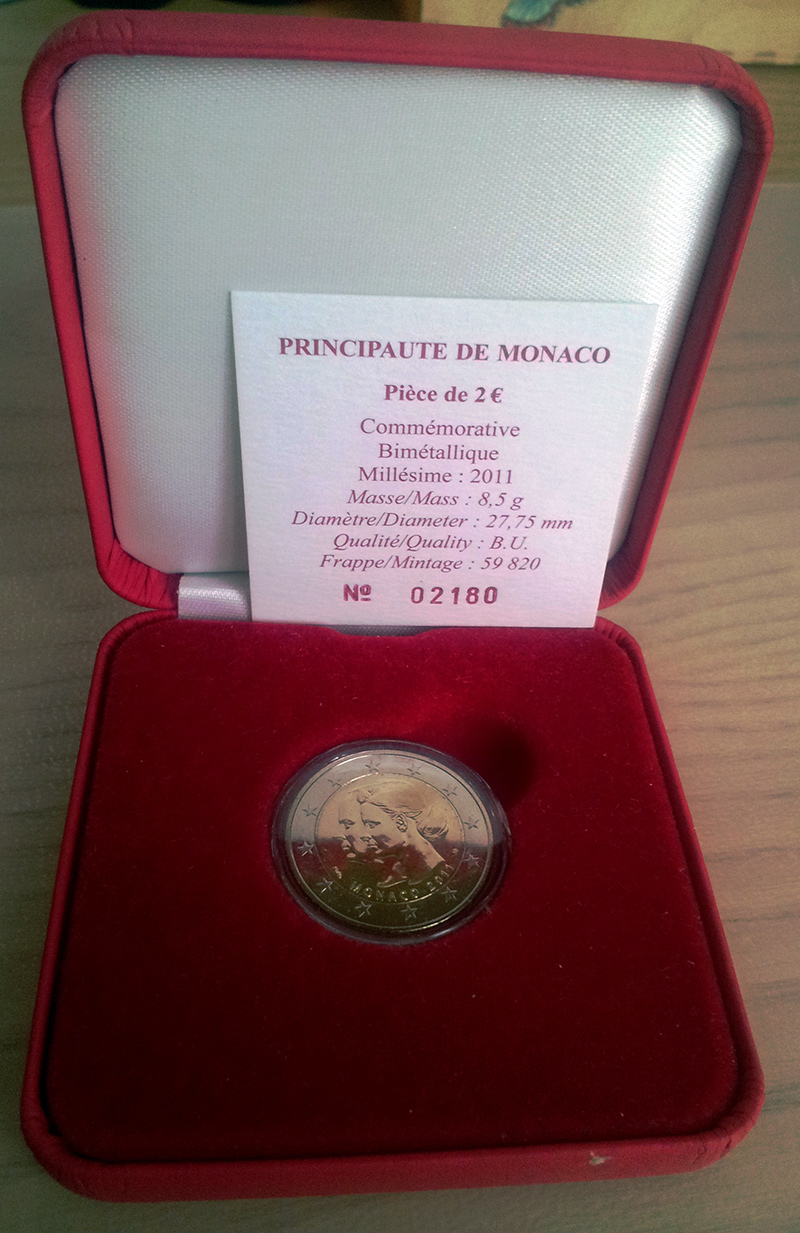 PRINCIPAUTE DE MONACO
Pièce de 2 €
Commémorative
Bimétallique
Millésime : 2011
Masse/Mass : 8,5 g
Diamètre/Diameter : 27,75 mm
Qualité/Quality : B.U.
Frappe/Mintage : 59 820
Nº 02180
MONACO 2011